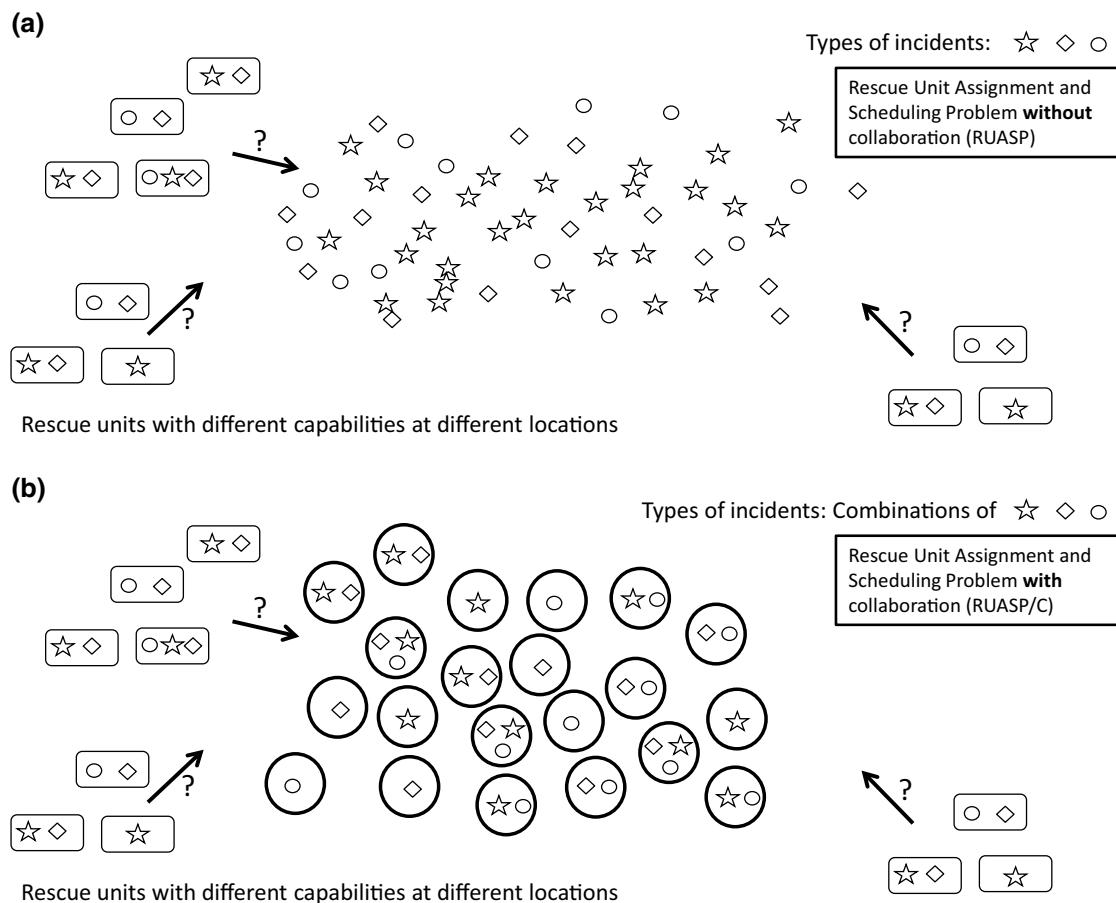 (a)
Types of incidents:
Rescue Unit Assignment and
Scheduling Problem without
collaboration (RUASP)
?
?
?
Rescue units with different capabilities at different locations
(b)
Types of incidents: Combinations of
Rescue Unit Assignment and
Scheduling Problem with
collaboration (RUASP/C)
?
?
?
Rescue units with different capabilities at different locations